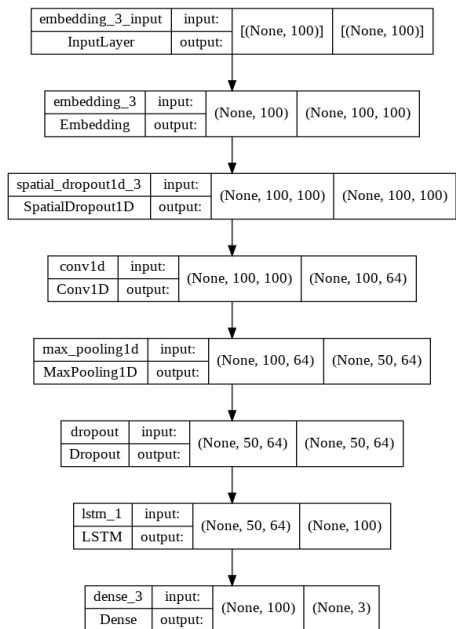 embedding_3_input input: [(None, 100)] [(None, 100)]
InputLayer output:
embedding_3 input: (None, 100) (None, 100, 100)
Embedding output:
spatial_dropout1d_3 input: (None, 100, 100) (None, 100, 100)
SpatialDropout1D output:
conv1d input: (None, 100, 100) (None, 100, 64)
Conv1D output:
max_pooling1d input: (None, 100, 64) (None, 50, 64)
MaxPooling1D output:
dropout input: (None, 50, 64) (None, 50, 64)
Dropout output:
lstm_1 input: (None, 50, 64) (None, 100)
LSTM output:
dense_3 input: (None, 100) (None, 3)
Dense output: